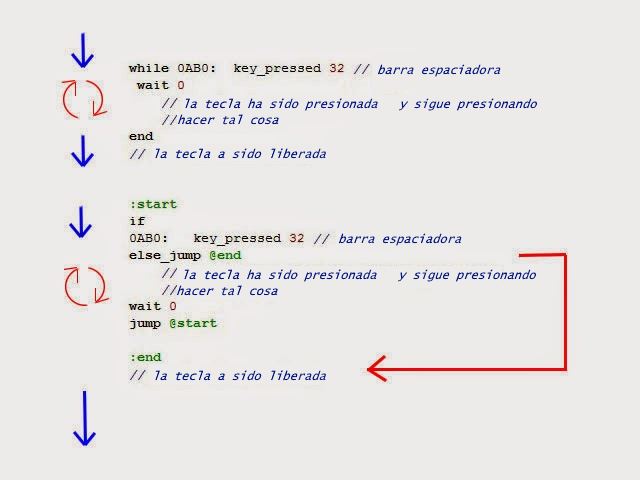 while 0AB0: key_pressed 32 // barra espaciadora
wait 0
// la tecla ha sido presionada y sigue presionando
//hacer tal cosa
end
// la tecla a sido liberada
:start
if
0AB0: key_pressed 32 // barra espaciadora
else_jump @end
// la tecla ha sido presionada y sigue presionando
//hacer tal cosa
wait 0
jump @start
:end
// la tecla a sido liberada